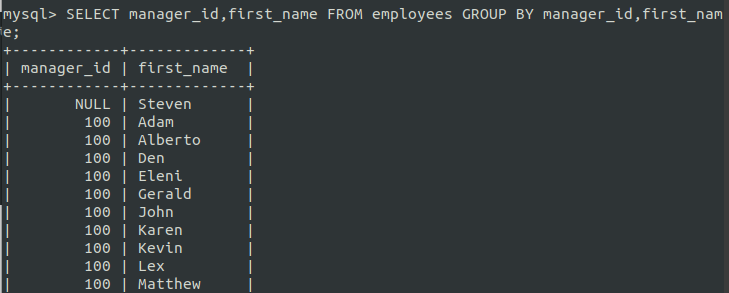 mysql> SELECT manager_id,first_name FROM employees GROUP BY manager_id,first_nam
e;
+------------+-------------+
| manager_id | first_name  |
+------------+-------------+
|       NULL | Steven      |
|        100 | Adam        |
|        100 | Alberto     |
|        100 | Den         |
|        100 | Eleni       |
|        100 | Gerald      |
|        100 | John        |
|        100 | Karen       |
|        100 | Kevin       |
|        100 | Lex         |
|        100 | Matthew     |